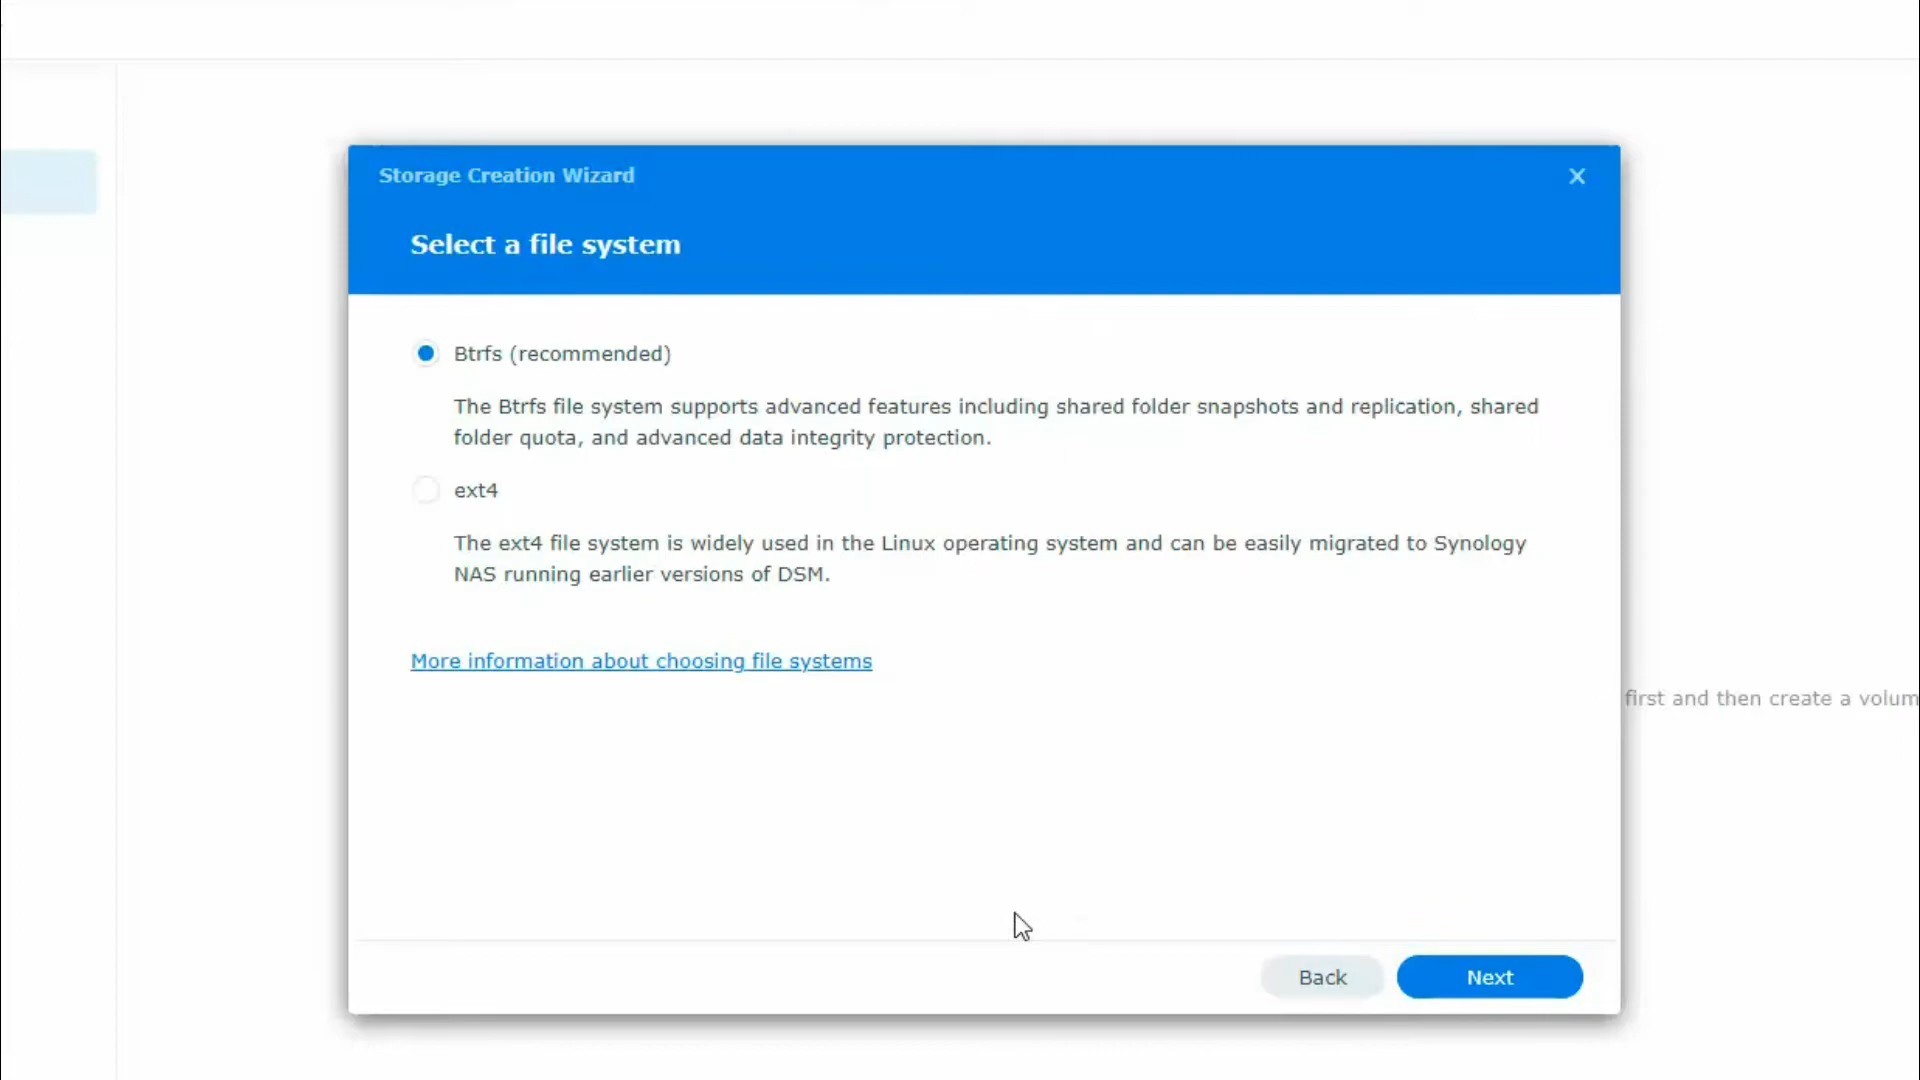 Storage Creation Wizard
Select a file system
Btrfs (recommended)
The Btrfs file system supports advanced features including shared folder snapshots and replication, shared
folder quota, and advanced data integrity protection.
ext4
The ext4 file system is widely used in the Linux operating system and can be easily migrated to Synology
NAS running earlier versions of DSM.
More information about choosing file systems
first and then create a volum
Back
Next